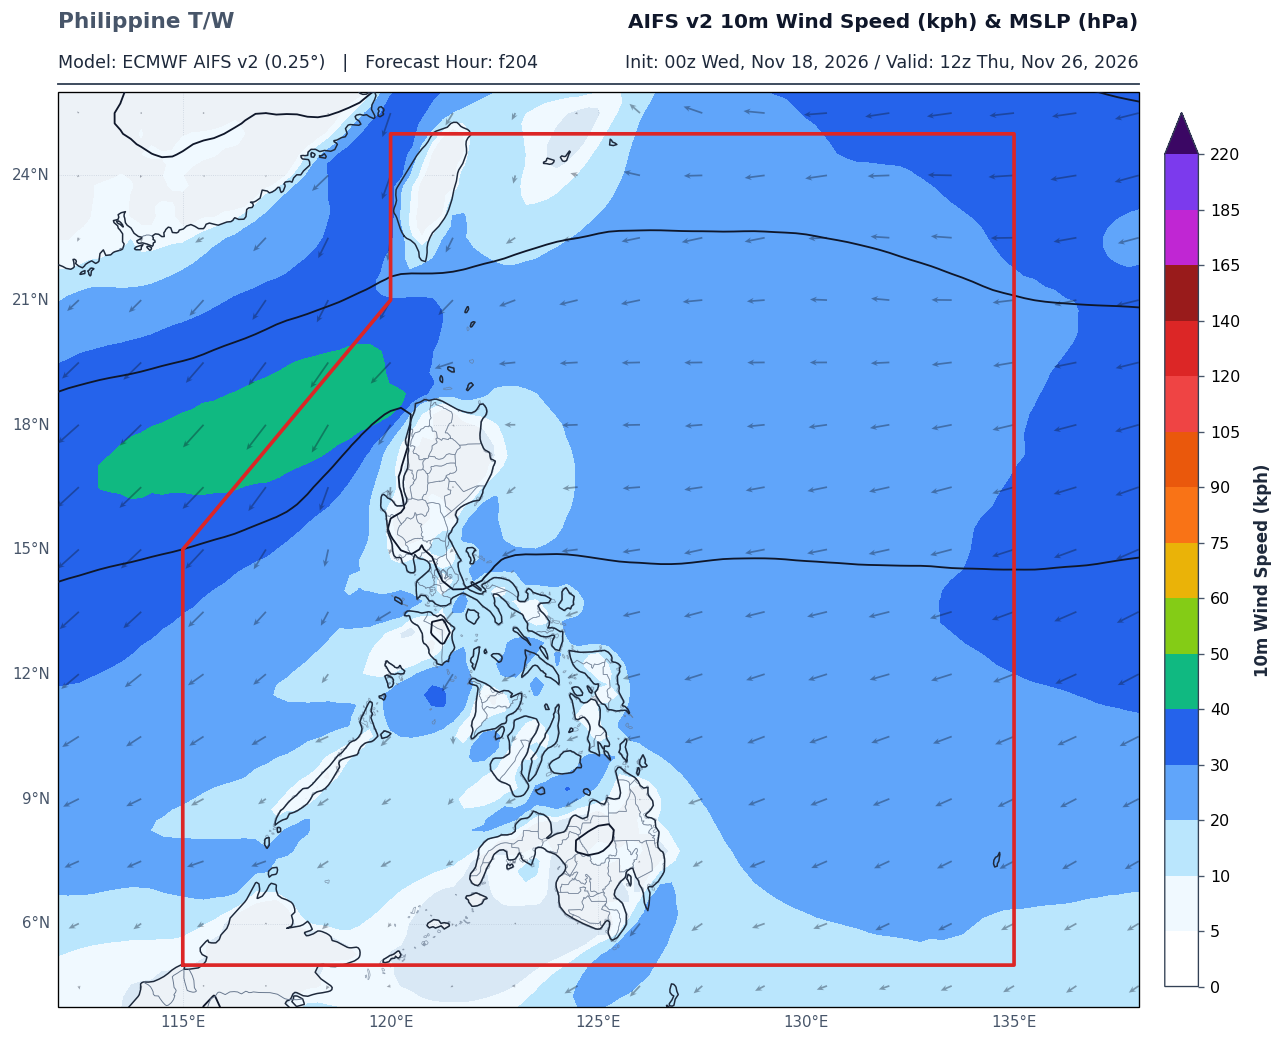 Philippine T/W
AIFS v2 10m Wind Speed (kph) & MSLP (hPa)
Model: ECMWF AIFS v2 (0.25°)   |   Forecast Hour: f204
Init: 00z Wed, Nov 18, 2026 / Valid: 12z Thu, Nov 26, 2026
24°N
21°N
18°N
15°N
12°N
9°N
6°N
115°E
120°E
125°E
130°E
135°E
220
185
165
140
120
105
90
75
60
50
40
30
20
10
5
0
10m Wind Speed (kph)